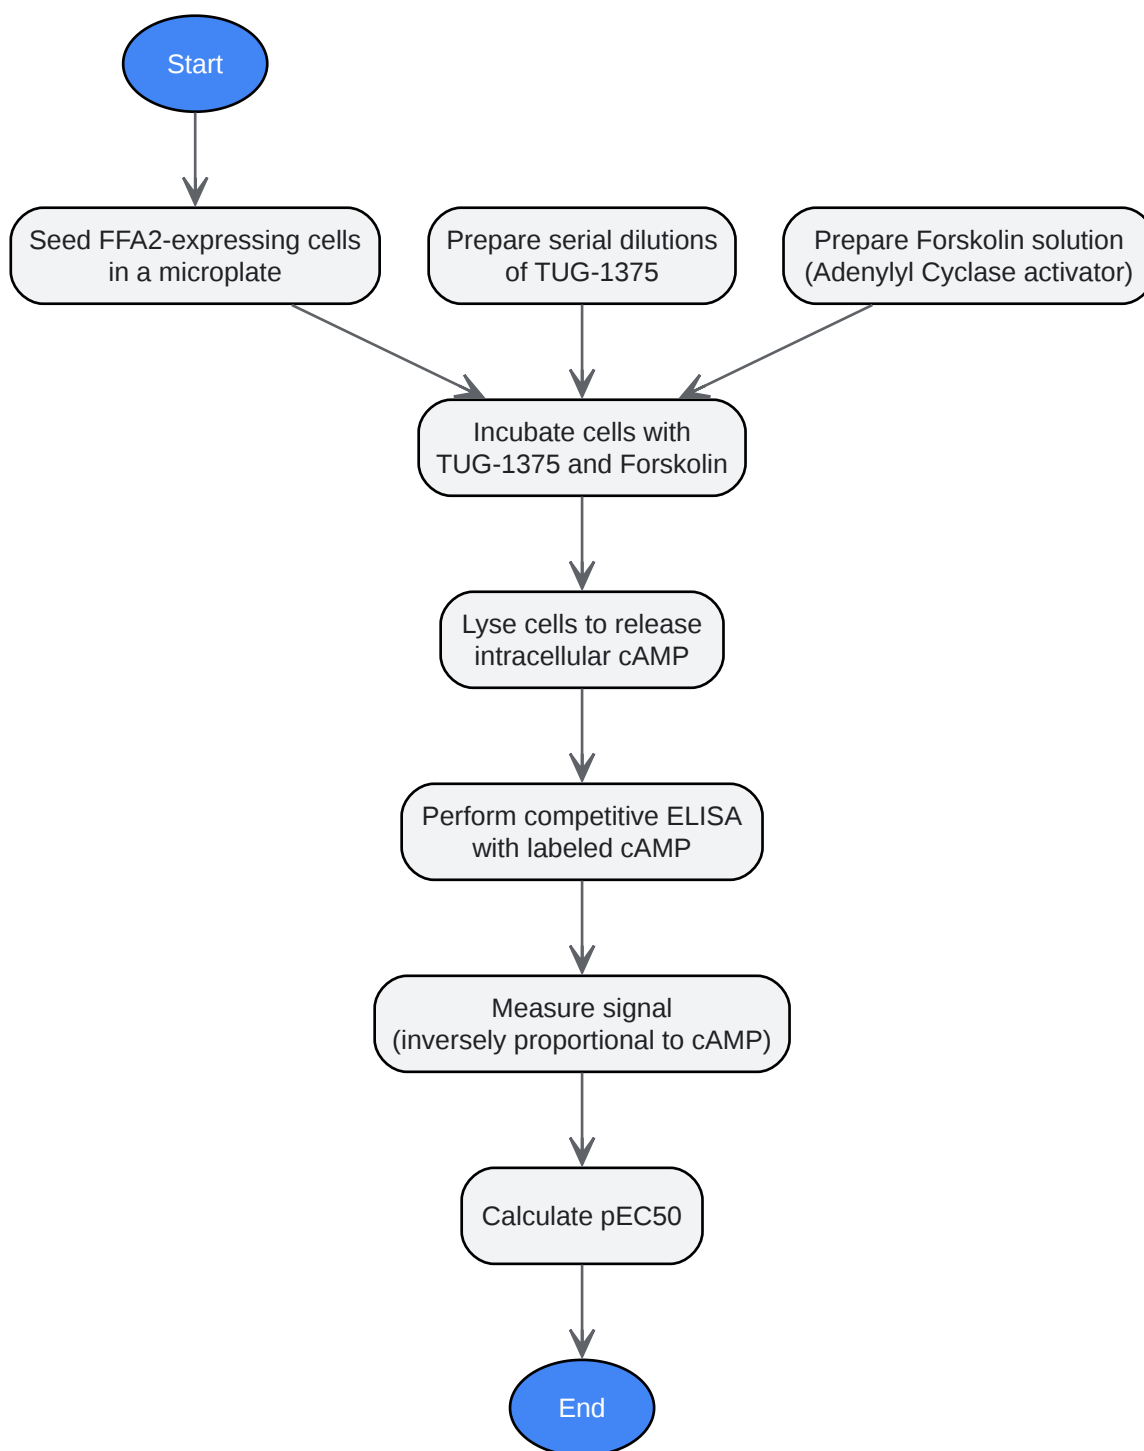 Start
Seed FFA2-expressing cells
in a microplate
Prepare serial dilutions
of TUG-1375
Prepare Forskolin solution
(Adenylyl Cyclase activator)
Incubate cells with
TUG-1375 and Forskolin
Lyse cells to release
intracellular cAMP
Perform competitive ELISA
with labeled cAMP
Measure signal
(inversely proportional to cAMP)
Calculate pEC50
End